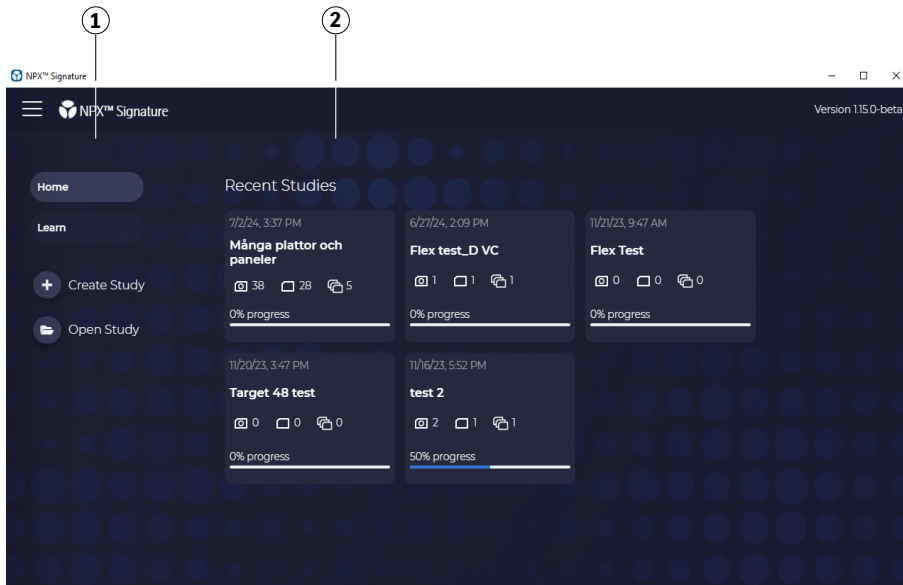 1
2
NPX™ Signature
NPX™ Signature
Version 1.15.0-beta
Home
Learn
Create Study
Open Study
Recent Studies
7/2/24, 3:37 PM
Många plattor och
paneler
38 28 5
0% progress
6/27/24, 2:09 PM
Flex test_D VC
1 1 1
0% progress
11/21/23, 9:47 AM
Flex Test
0 0 0
0% progress
11/20/23, 3:47 PM
Target 48 test
0 0 0
0% progress
11/16/23, 5:52 PM
test 2
2 1 1
50% progress